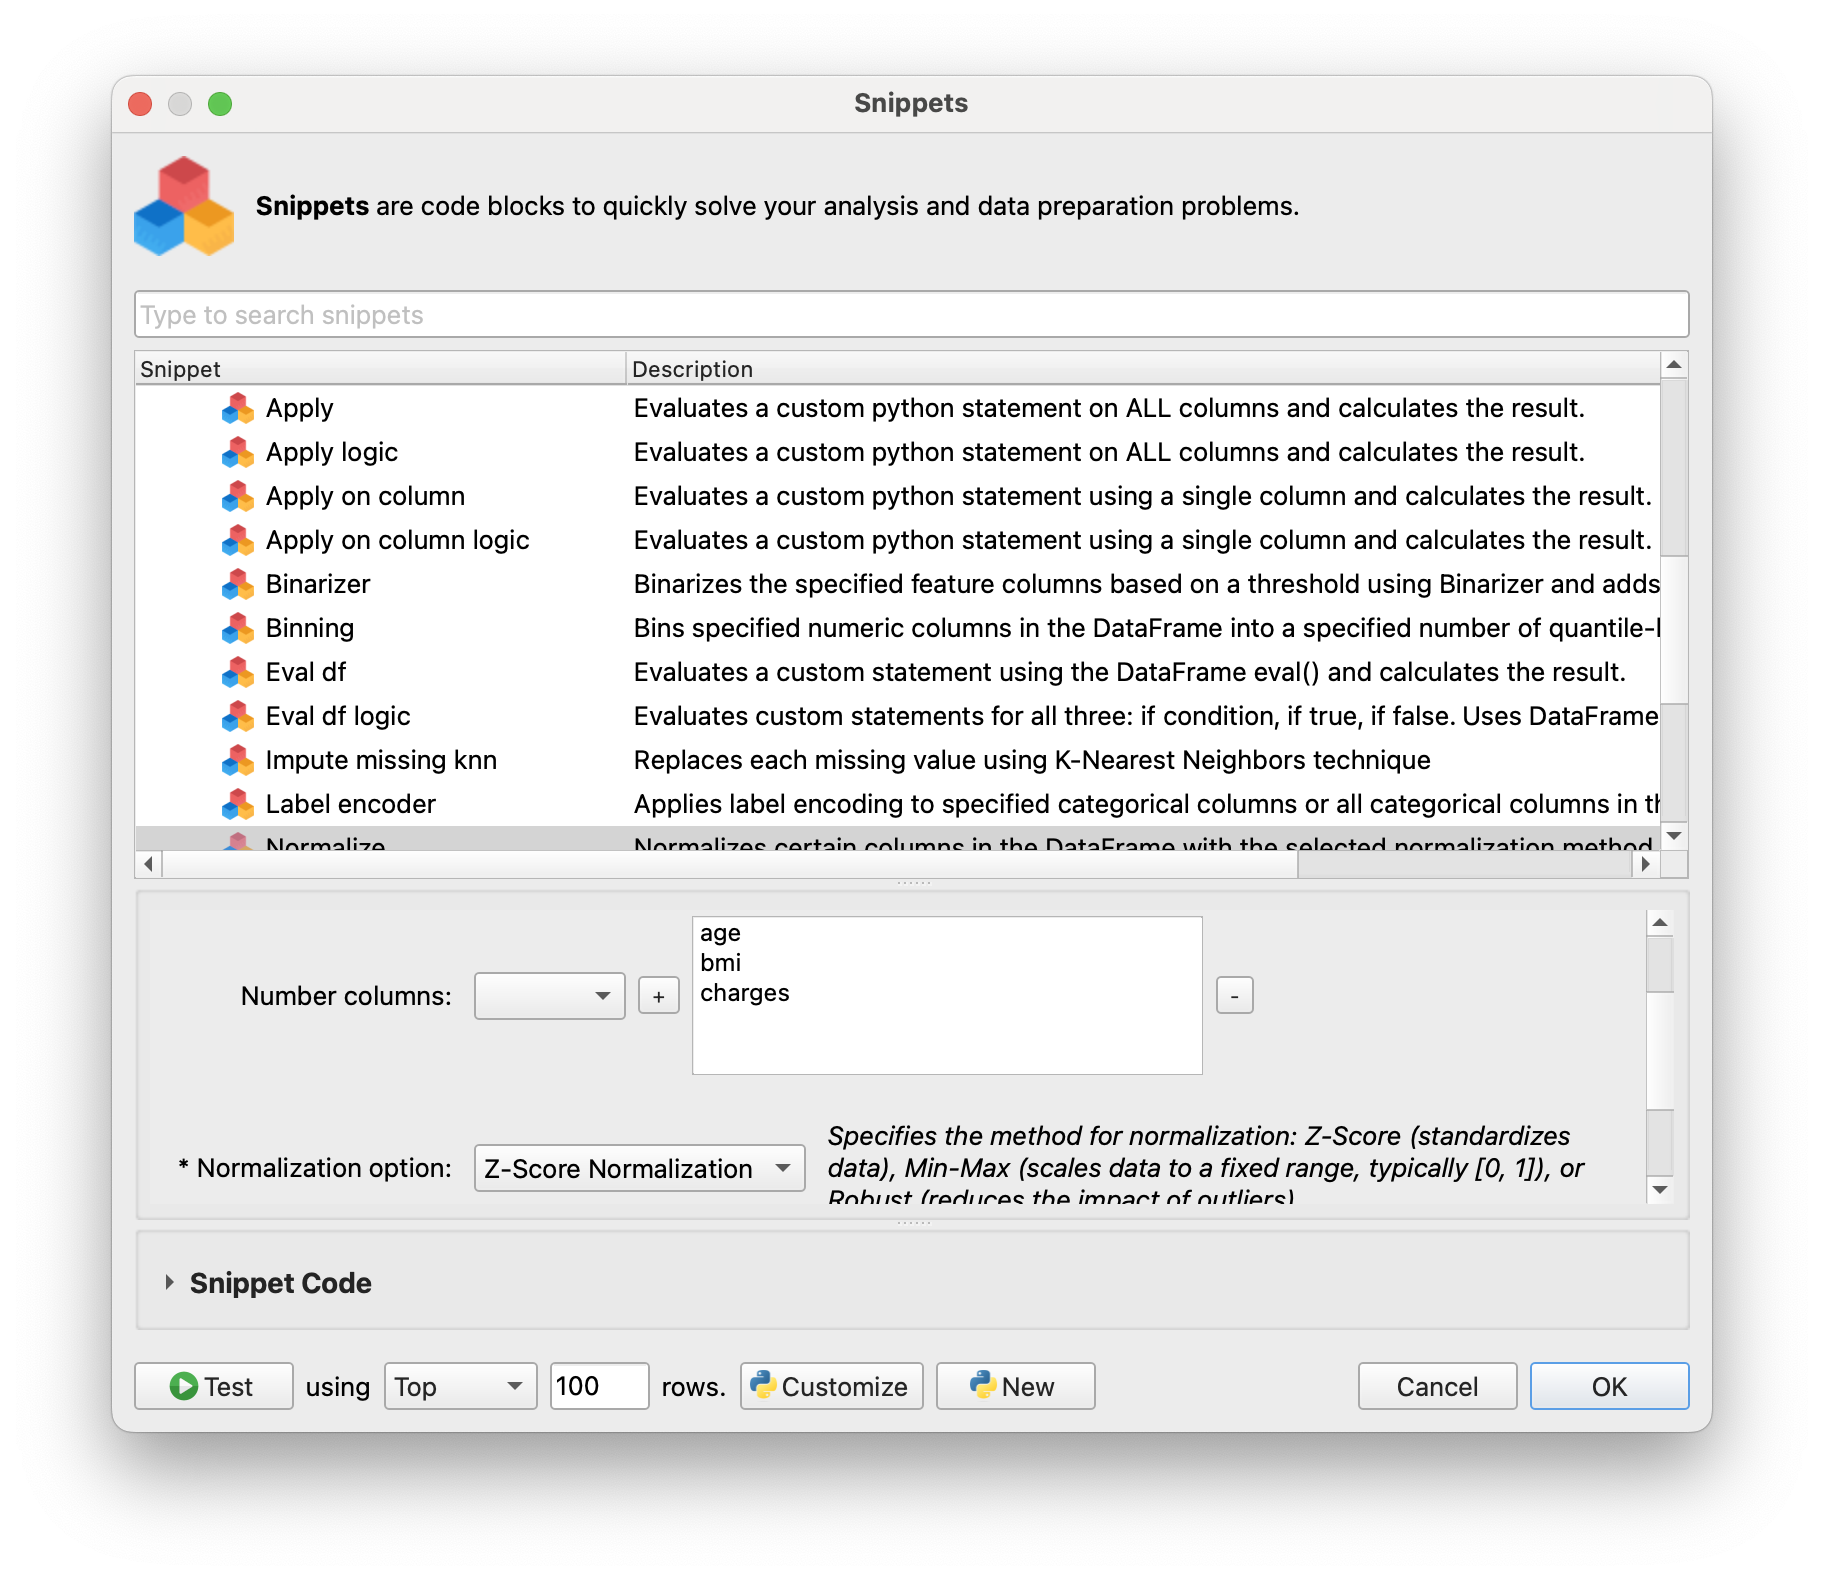 Snippets
Snippets are code blocks to quickly solve your analysis and data preparation problems.
Type to search snippets
Snippet Description
Apply Evaluates a custom python statement on ALL columns and calculates the result.
Apply logic Evaluates a custom python statement on ALL columns and calculates the result.
Apply on column Evaluates a custom python statement using a single column and calculates the result.
Apply on column logic Evaluates a custom python statement using a single column and calculates the result.
Binarizer Binarizes the specified feature columns based on a threshold using Binarizer and adds
Binning Bins specified numeric columns in the DataFrame into a specified number of quantile-
Eval df Evaluates a custom statement using the DataFrame eval() and calculates the result.
Eval df logic Evaluates custom statements for all three: if condition, if true, if false. Uses DataFrame
Impute missing knn Replaces each missing value using K-Nearest Neighbors technique
Label encoder Applies label encoding to specified categorical columns or all categorical columns in
Normalize Normalizes certain columns in the DataFrame with the selected normalization method
age
bmi
Number columns: + charges -
Specifies the method for normalization: Z-Score (standardizes
* Normalization option: Z-Score Normalization data), Min-Max (scales data to a fixed range, typically [0, 1]), or
Robust (reduces the impact of outliers)
Snippet Code
Test using Top 100 rows. Customize New Cancel OK